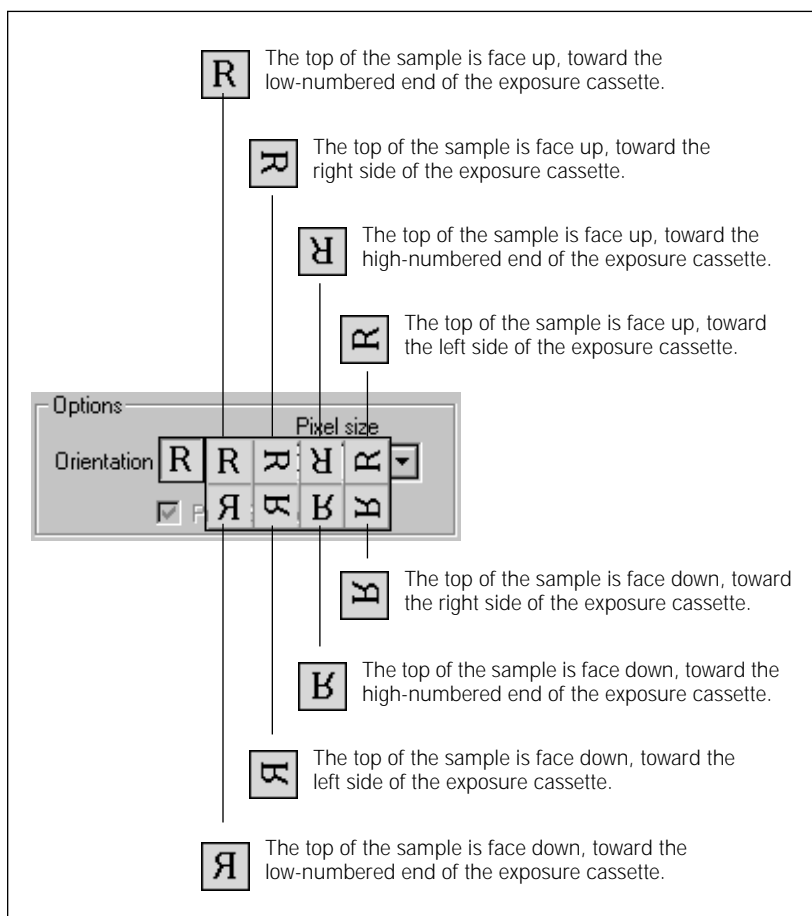 R
The top of the sample is face up, toward the
low-numbered end of the exposure cassette.
R
The top of the sample is face up, toward the
right side of the exposure cassette.
R
The top of the sample is face up, toward the
high-numbered end of the exposure cassette.
R
The top of the sample is face up, toward
the left side of the exposure cassette.
Options
Pixel size
Orientation R R R R R
R R R R
R
The top of the sample is face down, toward
the right side of the exposure cassette.
R
The top of the sample is face down, toward the
high-numbered end of the exposure cassette.
R
The top of the sample is face down, toward the
left side of the exposure cassette.
R
The top of the sample is face down, toward the
low-numbered end of the exposure cassette.